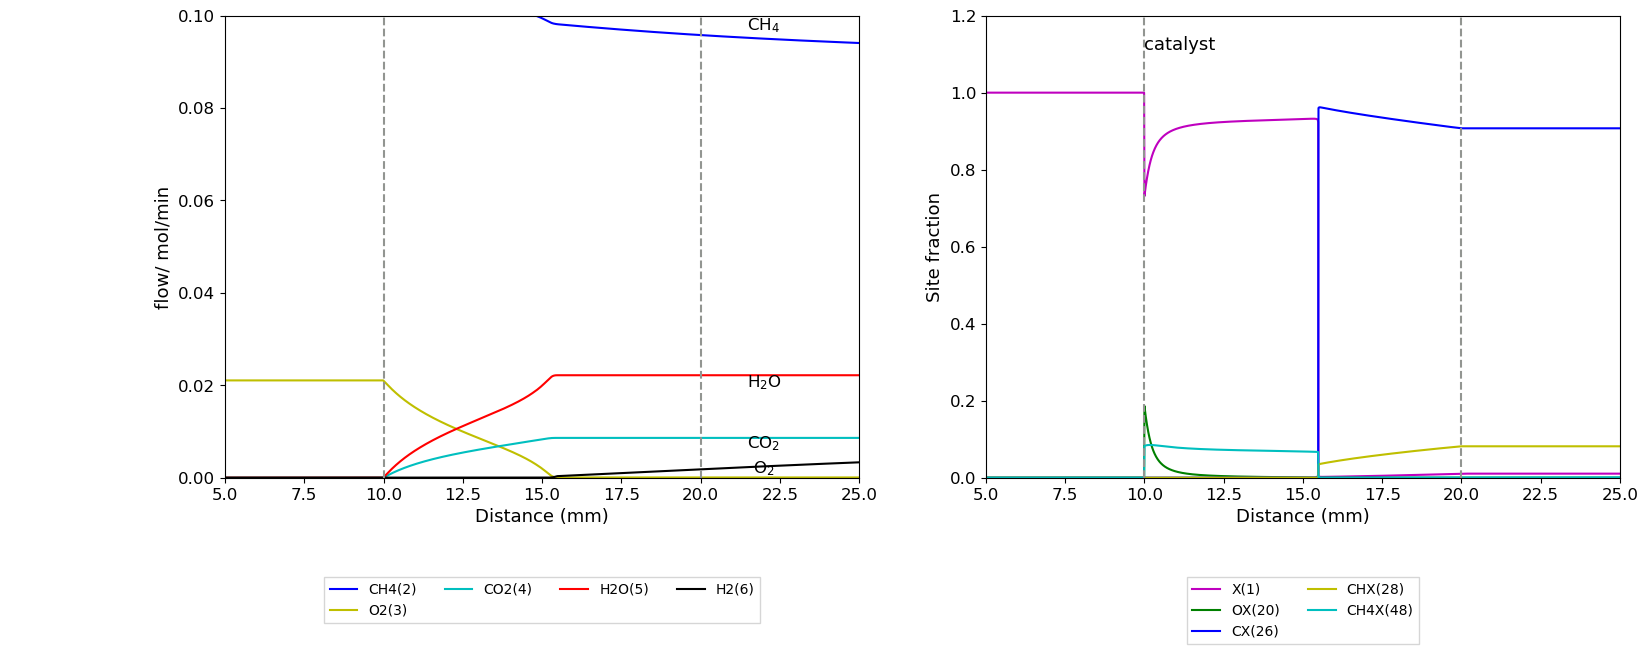 0.10
0.08
0.06
0.04
0.02
0.00
flow/ mol/min
CH₄
H₂O
CO₂
O₂
5.0 7.5 10.0 12.5 15.0 17.5 20.0 22.5 25.0
Distance (mm)
CH4(2) CO2(4) H2O(5) H2(6)
O2(3)
1.2
1.0
0.8
0.6
0.4
0.2
0.0
Site fraction
catalyst
5.0 7.5 10.0 12.5 15.0 17.5 20.0 22.5 25.0
Distance (mm)
X(1) CHX(28)
OX(20) CH4X(48)
CX(26)